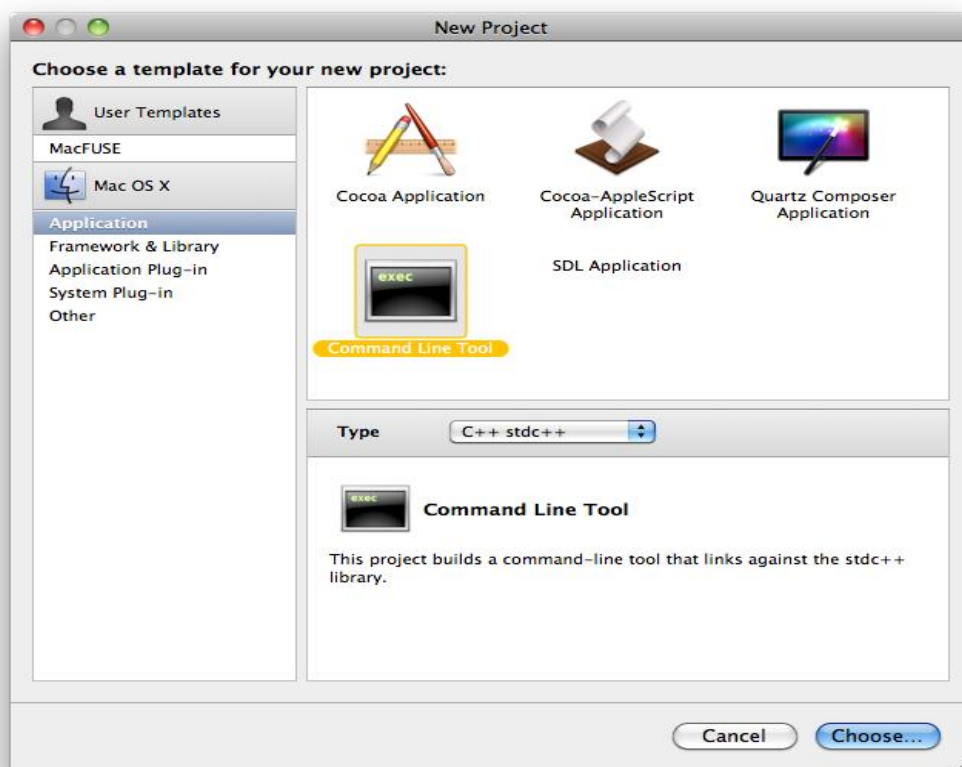 New Project
Choose a template for your new project:
User Templates
MacFUSE
Mac OS X
Application
Framework & Library
Application Plug-in
System Plug-in
Other
Cocoa Application
Cocoa-AppleScript
Application
Quartz Composer
Application
exec
Command Line Tool
SDL Application
Type
C++ stdc++
exec
Command Line Tool
This project builds a command-line tool that links against the stdc++
library.
Cancel
Choose...